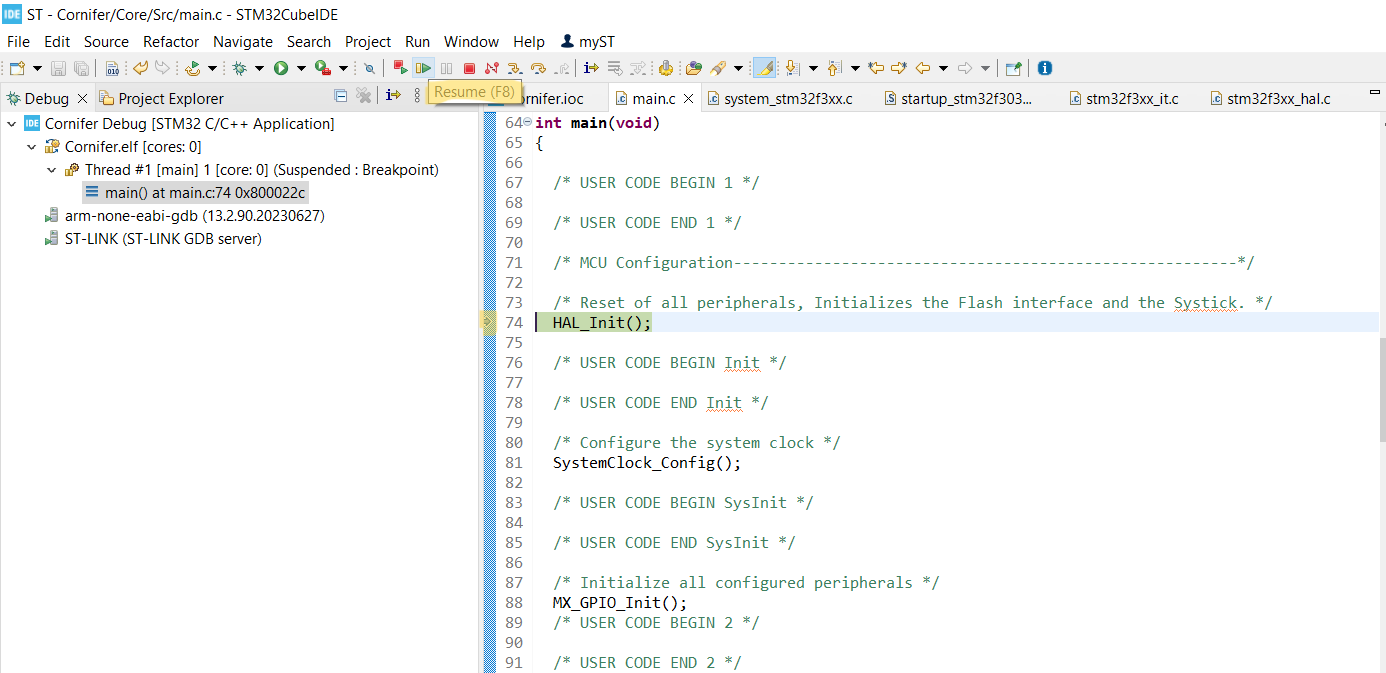 IDE ST - Cornifer/Core/Src/main.c - STM32CubeIDE
File Edit Source Refactor Navigate Search Project Run Window Help myST
010
Debug Project Explorer
Resume (F8)
ornifer.ioc main.c system_stm32f3xx.c startup_stm32f303... stm32f3xx_it.c stm32f3xx_hal.c
IDE Cornifer Debug [STM32 C/C++ Application]
Cornifer.elf [cores: 0]
Thread #1 [main] 1 [core: 0] (Suspended : Breakpoint)
main() at main.c:74 0x800022c
arm-none-eabi-gdb (13.2.90.20230627)
ST-LINK (ST-LINK GDB server)
64 int main(void)
65 {
66
67 /* USER CODE BEGIN 1 */
68
69 /* USER CODE END 1 */
70
71 /* MCU Configuration--------------------------------------------------------*/
72
73 /* Reset of all peripherals, Initializes the Flash interface and the Systick. */
74 HAL_Init();
75
76 /* USER CODE BEGIN Init */
77
78 /* USER CODE END Init */
79
80 /* Configure the system clock */
81 SystemClock_Config();
82
83 /* USER CODE BEGIN SysInit */
84
85 /* USER CODE END SysInit */
86
87 /* Initialize all configured peripherals */
88 MX_GPIO_Init();
89 /* USER CODE BEGIN 2 */
90
91 /* USER CODE END 2 */